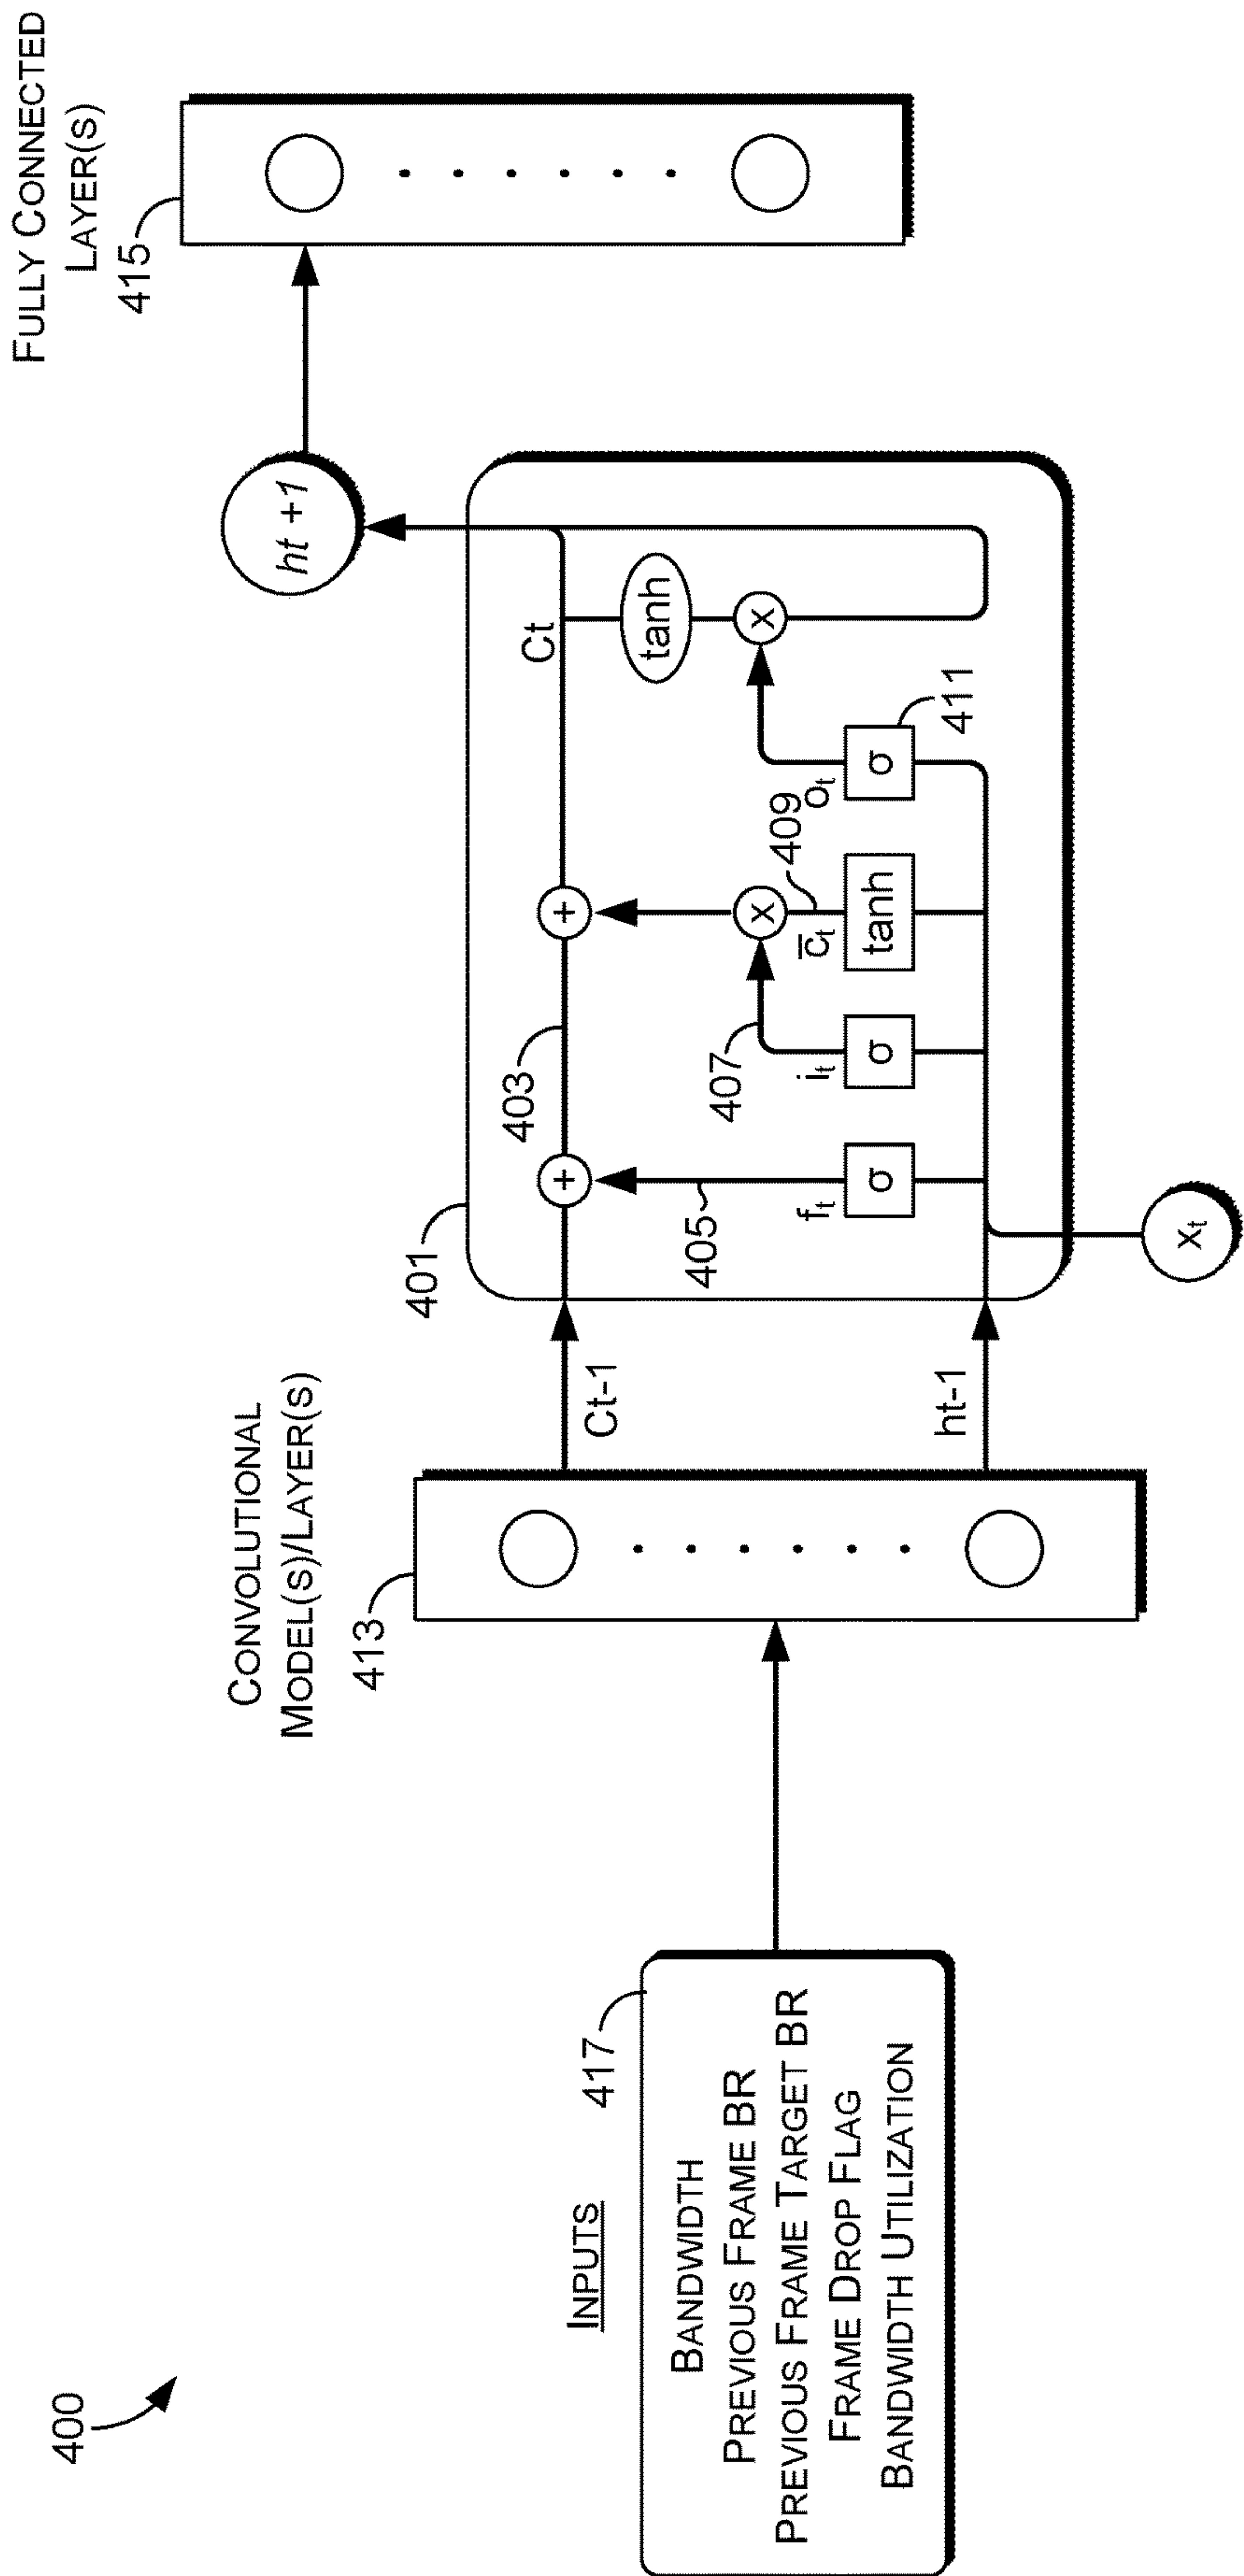 400
INPUTS
417
BANDWIDTH
PREVIOUS FRAME BR
PREVIOUS FRAME TARGET BR
FRAME DROP FLAG
BANDWIDTH UTILIZATION
CONVOLUTIONAL
MODEL(S)/LAYER(S)
413
Ct-1
ht-1
401
403
405
407
409
411
+
+
Ct
tanh
x
x
ft
it
c̅t
ot
σ
σ
tanh
σ
xt
ht +1
FULLY CONNECTED
LAYER(S)
415